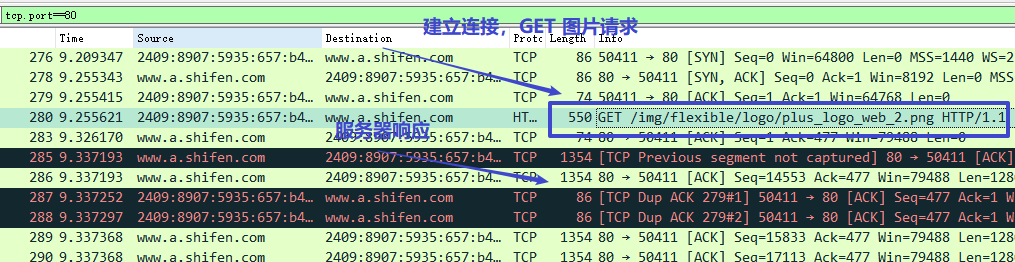 tcp.port==80
建立连接，GET 图片请求
Time Source Destination Proto Length Info
276 9.209347 2409:8907:5935:657:b4… www.a.shifen.com TCP 86 50411 → 80 [SYN] Seq=0 Win=64800 Len=0 MSS=1440 WS=2
278 9.255343 www.a.shifen.com 2409:8907:5935:657:b4… TCP 86 80 → 50411 [SYN, ACK] Seq=0 Ack=1 Win=8192 Len=0 MSS
279 9.255415 2409:8907:5935:657:b4… www.a.shifen.com TCP 74 50411 → 80 [ACK] Seq=1 Ack=1 Win=64768 Len=0
280 9.255621 2409:8907:5935:657:b4… www.a.shifen.com HT… 550 GET /img/flexible/logo/plus_logo_web_2.png HTTP/1.1
服务器响应
283 9.326170 www.a.shifen.com 2409:8907:5935:657:b4… TCP 74 80 → 50411 [ACK] Seq=1 Ack=477 Win=79488 Len=0
285 9.337193 www.a.shifen.com 2409:8907:5935:657:b4… TCP 1354 [TCP Previous segment not captured] 80 → 50411 [ACK]
286 9.337193 www.a.shifen.com 2409:8907:5935:657:b4… TCP 1354 80 → 50411 [ACK] Seq=14553 Ack=477 Win=79488 Len=128
287 9.337252 2409:8907:5935:657:b4… www.a.shifen.com TCP 86 [TCP Dup ACK 279#1] 50411 → 80 [ACK] Seq=477 Ack=1 W
288 9.337297 2409:8907:5935:657:b4… www.a.shifen.com TCP 86 [TCP Dup ACK 279#2] 50411 → 80 [ACK] Seq=477 Ack=1 W
289 9.337368 www.a.shifen.com 2409:8907:5935:657:b4… TCP 1354 80 → 50411 [ACK] Seq=15833 Ack=477 Win=79488 Len=128
290 9.337368 www.a.shifen.com 2409:8907:5935:657:b4… TCP 1354 80 → 50411 [ACK] Seq=17113 Ack=477 Win=79488 Len=128